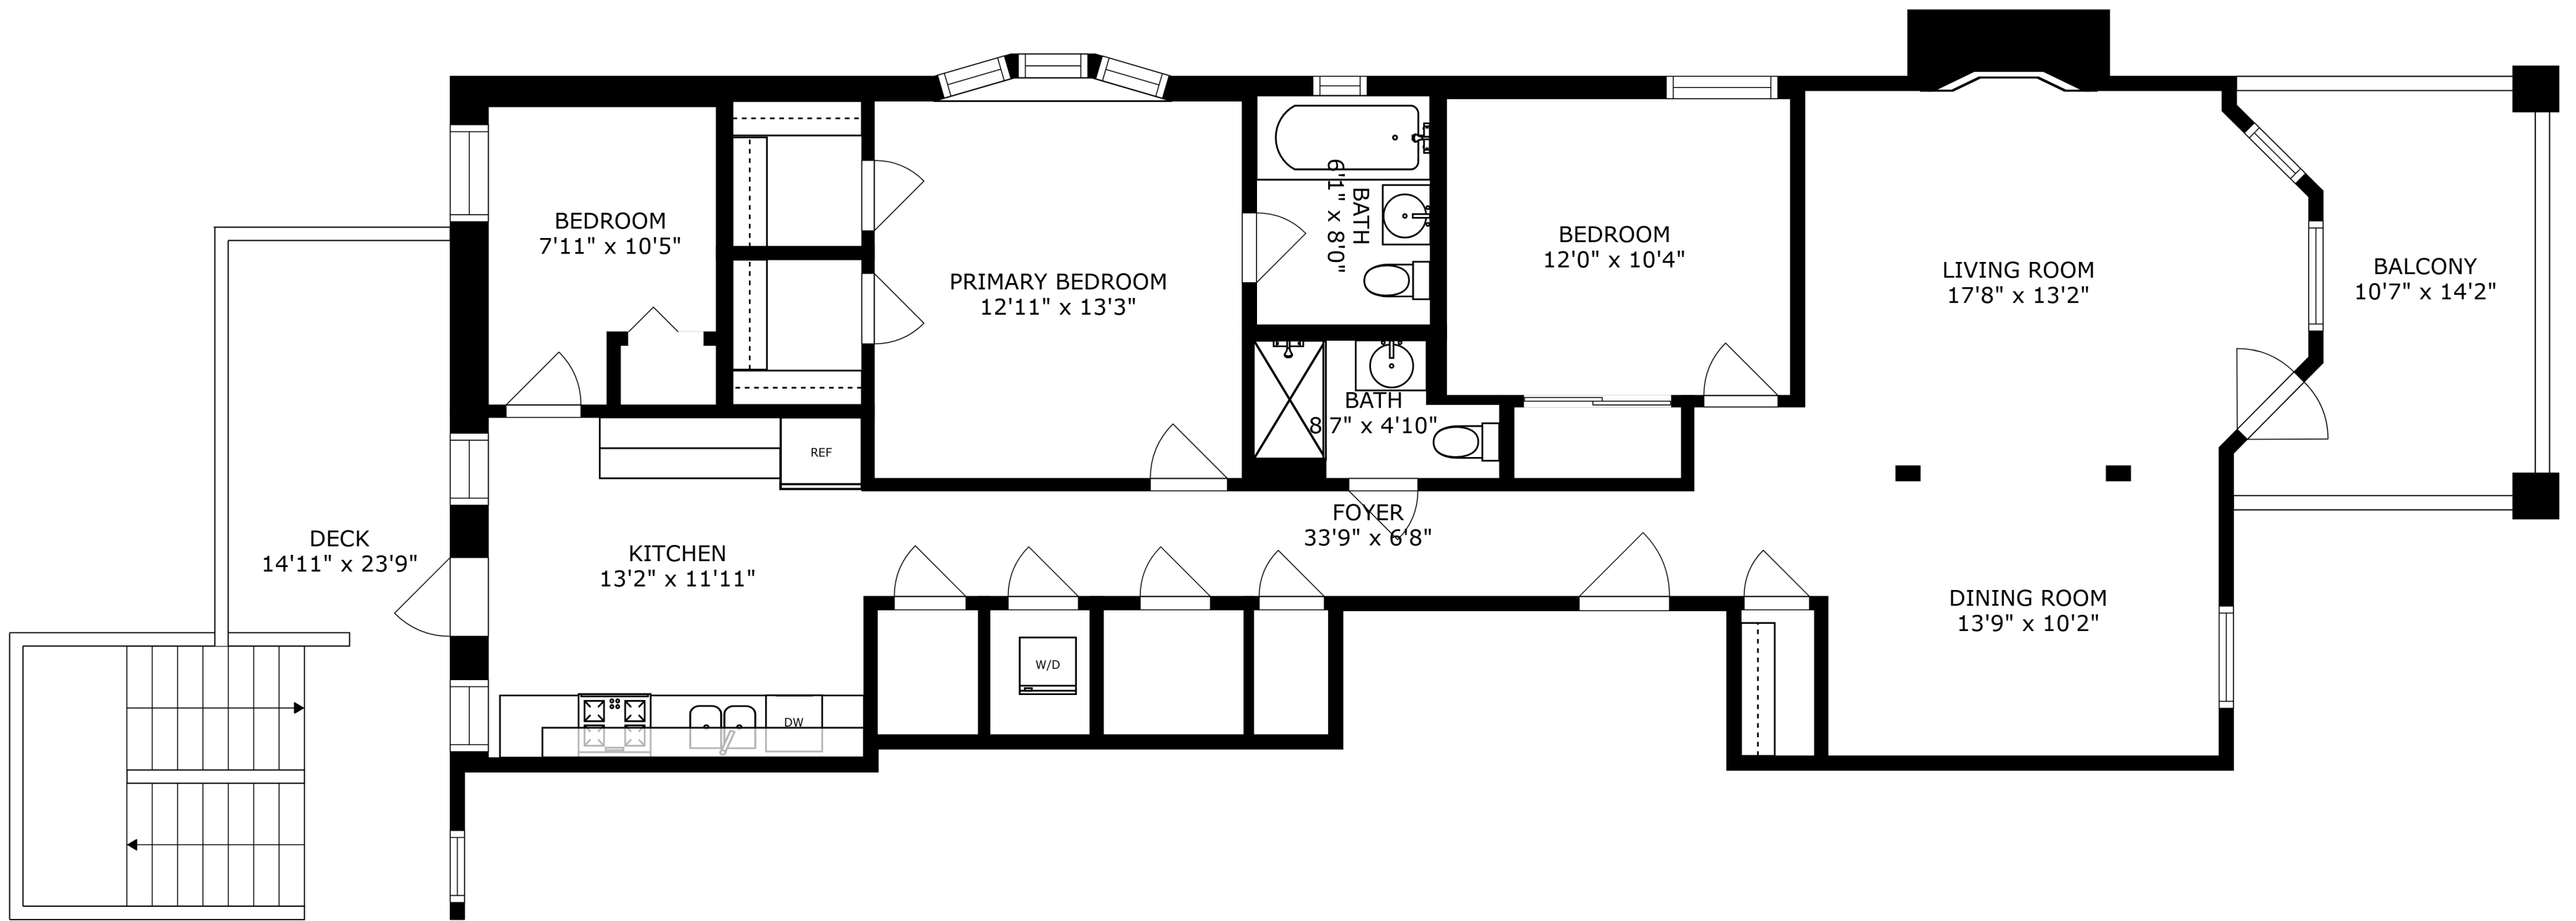 BEDROOM
7'11" x 10'5"
PRIMARY BEDROOM
12'11" x 13'3"
BATH
6'1" x 8'0"
BEDROOM
12'0" x 10'4"
LIVING ROOM
17'8" x 13'2"
BALCONY
10'7" x 14'2"
REF
BATH
8'7" x 4'10"
DECK
14'11" x 23'9"
KITCHEN
13'2" x 11'11"
FOYER
33'9" x 6'8"
DINING ROOM
13'9" x 10'2"
W/D
DW